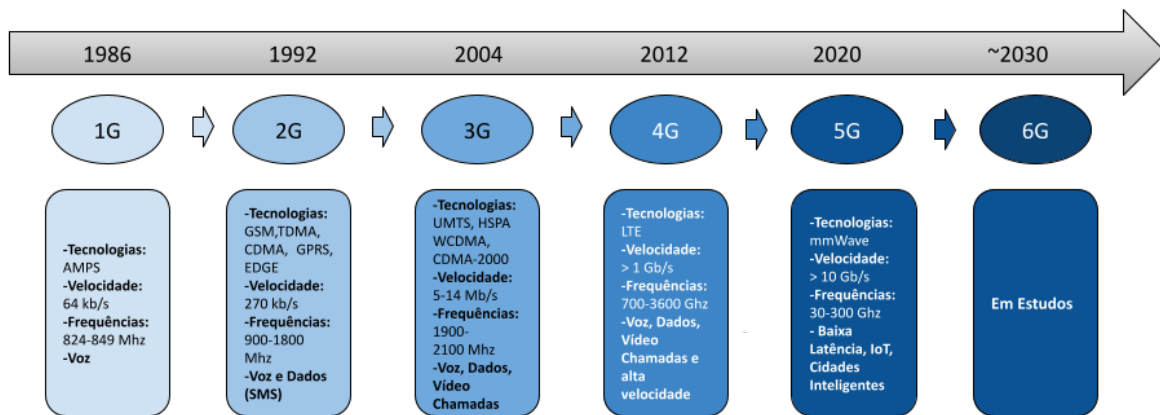 1986
1992
2004
2012
2020
~2030
1G
2G
3G
4G
5G
6G
-Tecnologias:
AMPS
-Velocidade:
64 kb/s
-Frequências:
824-849 Mhz
-Voz
-Tecnologias:
GSM,TDMA,
CDMA, GPRS,
EDGE
-Velocidade:
270 kb/s
-Frequências:
900-1800
Mhz
-Voz e Dados
(SMS)
-Tecnologias:
UMTS, HSPA
WCDMA,
CDMA-2000
-Velocidade:
5-14 Mb/s
-Frequências:
1900-
2100 Mhz
-Voz, Dados,
Vídeo
Chamadas
-Tecnologias:
LTE
-Velocidade:
> 1 Gb/s
-Frequências:
700-3600 Ghz
-Voz, Dados,
Vídeo
Chamadas e
alta
velocidade
-Tecnologias:
mmWave
-Velocidade:
> 10 Gb/s
-Frequências:
30-300 Ghz
- Baixa
Latência, IoT,
Cidades
Inteligentes
Em Estudos